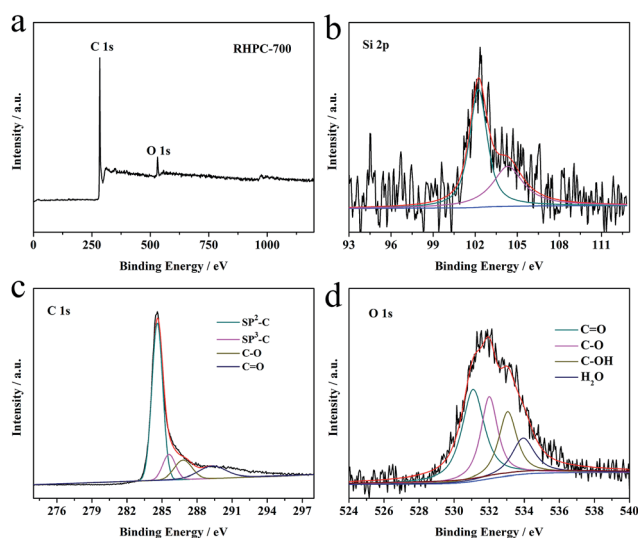 a
RHPC-700
C 1s
O 1s
Intensity / a.u.
0 250 500 750 1000
Binding Energy / eV
b
Si 2p
Intensity / a.u.
93 96 99 102 105 108 111
Binding Energy / eV
c
C 1s
SP²-C
SP³-C
C-O
C=O
Intensity / a.u.
276 279 282 285 288 291 294 297
Binding Energy / eV
d
O 1s
C=O
C-O
C-OH
H₂O
Intensity / a.u.
524 526 528 530 532 534 536 538 540
Binding Energy / eV